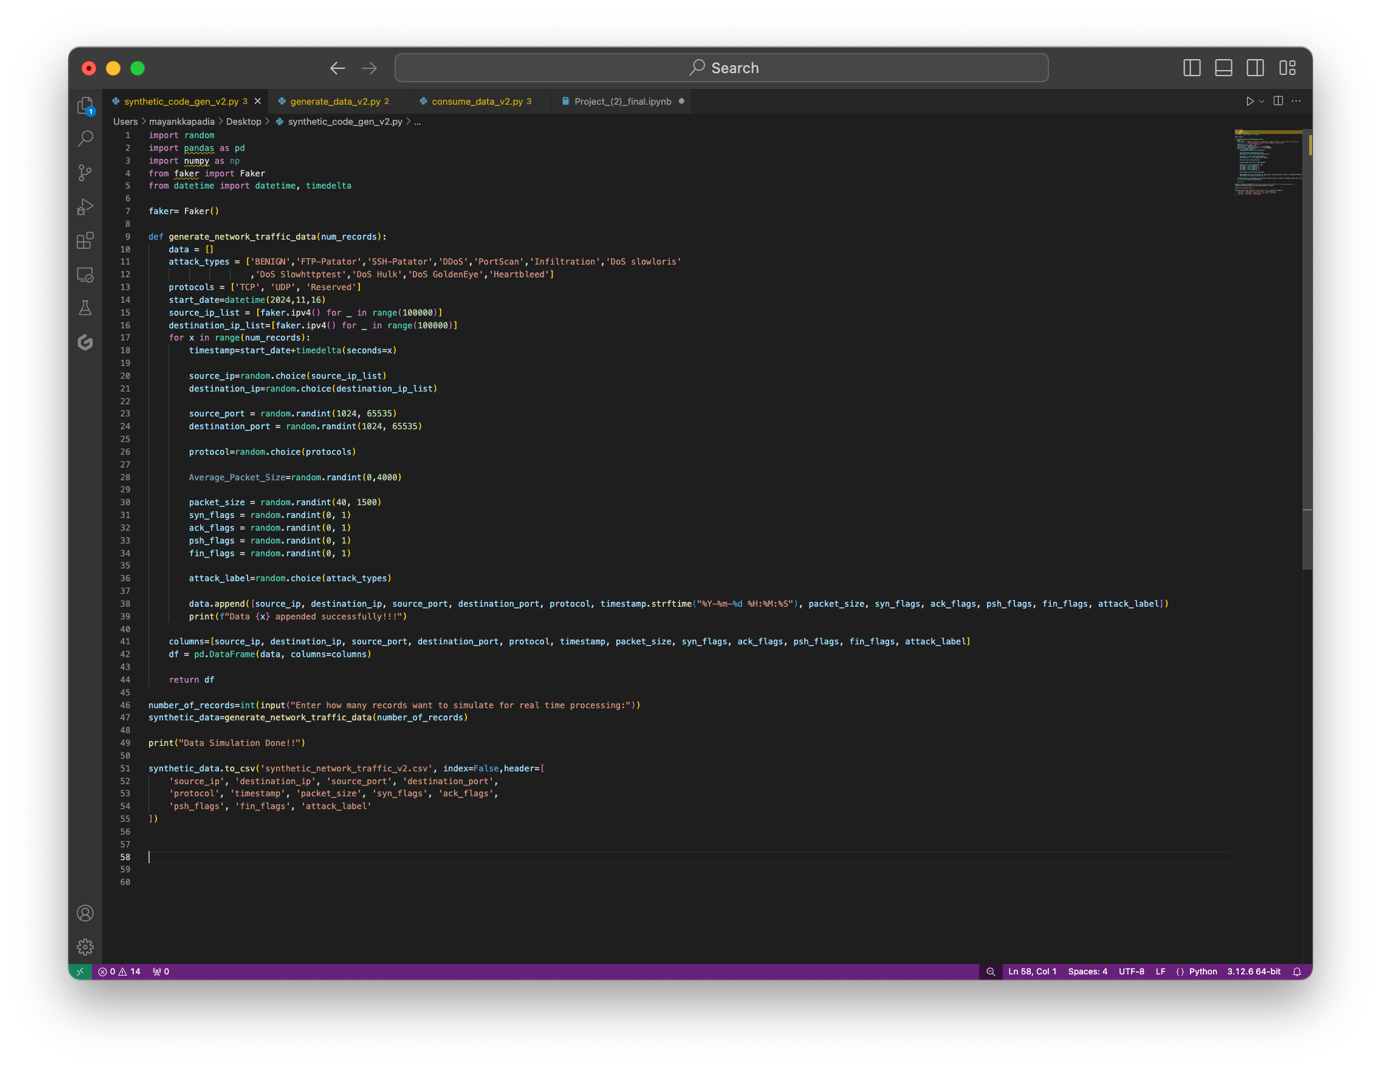 Search
synthetic_code_gen_v2.py 3 generate_data_v2.py 2 consume_data_v2.py 3 Project_(2)_final.ipynb
1
Users > mayankkapadia > Desktop > synthetic_code_gen_v2.py > ...
1 import random
2 import pandas as pd
3 import numpy as np
4 from faker import Faker
5 from datetime import datetime, timedelta
6
7 faker= Faker()
8
9 def generate_network_traffic_data(num_records):
10 data = []
11 attack_types = ['BENIGN','FTP-Patator','SSH-Patator','DDoS','PortScan','Infiltration','DoS slowloris'
12 ,'DoS Slowhttptest','DoS Hulk','DoS GoldenEye','Heartbleed']
13 protocols = ['TCP', 'UDP', 'Reserved']
14 start_date=datetime(2024,11,16)
15 source_ip_list = [faker.ipv4() for _ in range(100000)]
16 destination_ip_list=[faker.ipv4() for _ in range(100000)]
17 for x in range(num_records):
18 timestamp=start_date+timedelta(seconds=x)
19
20 source_ip=random.choice(source_ip_list)
21 destination_ip=random.choice(destination_ip_list)
22
23 source_port = random.randint(1024, 65535)
24 destination_port = random.randint(1024, 65535)
25
26 protocol=random.choice(protocols)
27
28 Average_Packet_Size=random.randint(0,4000)
29
30 packet_size = random.randint(40, 1500)
31 syn_flags = random.randint(0, 1)
32 ack_flags = random.randint(0, 1)
33 psh_flags = random.randint(0, 1)
34 fin_flags = random.randint(0, 1)
35
36 attack_label=random.choice(attack_types)
37
38 data.append([source_ip, destination_ip, source_port, destination_port, protocol, timestamp.strftime("%Y-%m-%d %H:%M:%S"), packet_size, syn_flags, ack_flags, psh_flags, fin_flags, attack_label])
39 print(f"Data {x} appended successfully!!!")
40
41 columns=[source_ip, destination_ip, source_port, destination_port, protocol, timestamp, packet_size, syn_flags, ack_flags, psh_flags, fin_flags, attack_label]
42 df = pd.DataFrame(data, columns=columns)
43
44 return df
45
46 number_of_records=int(input("Enter how many records want to simulate for real time processing:"))
47 synthetic_data=generate_network_traffic_data(number_of_records)
48
49 print("Data Simulation Done!!")
50
51 synthetic_data.to_csv('synthetic_network_traffic_v2.csv', index=False,header=[
52 'source_ip', 'destination_ip', 'source_port', 'destination_port',
53 'protocol', 'timestamp', 'packet_size', 'syn_flags', 'ack_flags',
54 'psh_flags', 'fin_flags', 'attack_label'
55 ])
56
57
58
59
60
0 14 0 Ln 58, Col 1 Spaces: 4 UTF-8 LF {} Python 3.12.6 64-bit